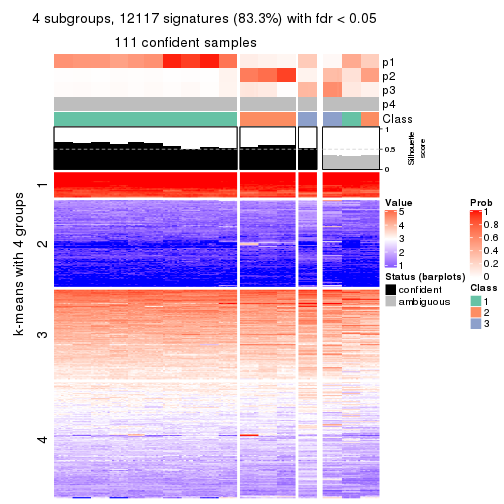 4 subgroups, 12117 signatures (83.3%) with fdr < 0.05
111 confident samples
p1
p2
p3
p4
Class
1
0.5
0
Silhouette
score
k-means with 4 groups
1
2
3
4
Value
5
4
3
2
1
Status (barplots)
confident
ambiguous
Prob
1
0.8
0.6
0.4
0.2
0
Class
1
2
3